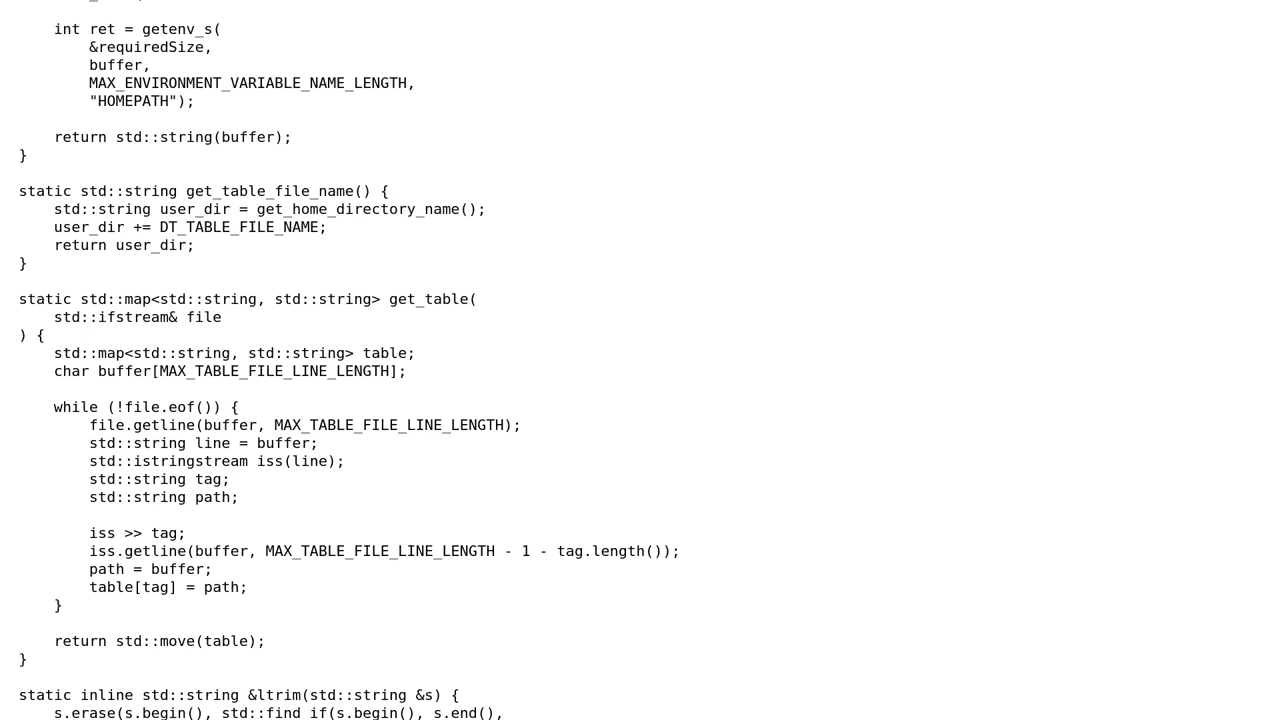 int ret = getenv_s(
        &requiredSize,
        buffer,
        MAX_ENVIRONMENT_VARIABLE_NAME_LENGTH,
        "HOMEPATH");

    return std::string(buffer);
}

static std::string get_table_file_name() {
    std::string user_dir = get_home_directory_name();
    user_dir += DT_TABLE_FILE_NAME;
    return user_dir;
}

static std::map<std::string, std::string> get_table(
    std::ifstream& file
) {
    std::map<std::string, std::string> table;
    char buffer[MAX_TABLE_FILE_LINE_LENGTH];

    while (!file.eof()) {
        file.getline(buffer, MAX_TABLE_FILE_LINE_LENGTH);
        std::string line = buffer;
        std::istringstream iss(line);
        std::string tag;
        std::string path;

        iss >> tag;
        iss.getline(buffer, MAX_TABLE_FILE_LINE_LENGTH - 1 - tag.length());
        path = buffer;
        table[tag] = path;
    }

    return std::move(table);
}

static inline std::string &ltrim(std::string &s) {
    s.erase(s.begin(), std::find_if(s.begin(), s.end(),